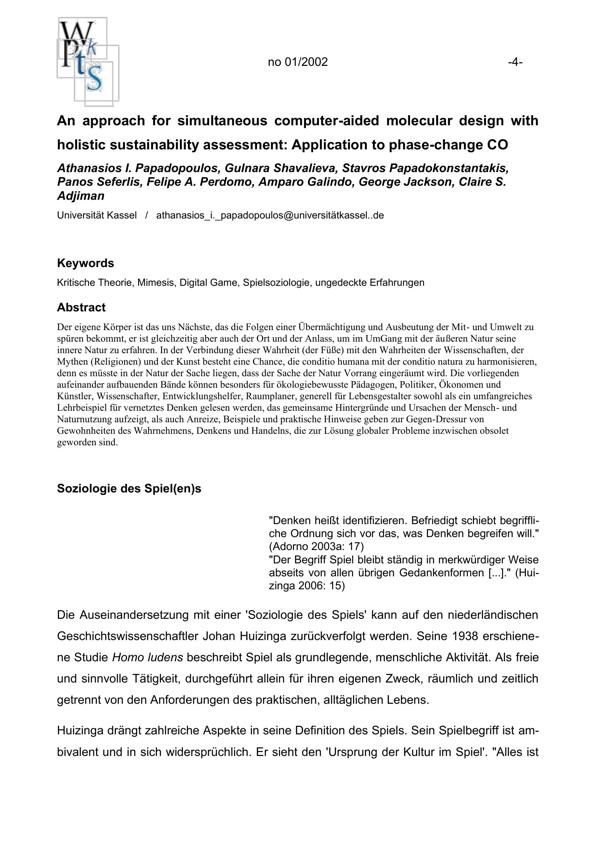 W
Pkt
S
no 01/2002 -4-
An approach for simultaneous computer-aided molecular design with
holistic sustainability assessment: Application to phase-change CO
Athanasios I. Papadopoulos, Gulnara Shavalieva, Stavros Papadokonstantakis,
Panos Seferlis, Felipe A. Perdomo, Amparo Galindo, George Jackson, Claire S.
Adjiman
Universität Kassel / athanasios_i._papadopoulos@universitätkassel..de
Keywords
Kritische Theorie, Mimesis, Digital Game, Spielsoziologie, ungedeckte Erfahrungen
Abstract
Der eigene Körper ist das uns Nächste, das die Folgen einer Übermächtigung und Ausbeutung der Mit- und Umwelt zu
spüren bekommt, er ist gleichzeitig aber auch der Ort und der Anlass, um im UmGang mit der äußeren Natur seine
innere Natur zu erfahren. In der Verbindung dieser Wahrheit (der Füße) mit den Wahrheiten der Wissenschaften, der
Mythen (Religionen) und der Kunst besteht eine Chance, die conditio humana mit der conditio natura zu harmonisieren,
denn es müsste in der Natur der Sache liegen, dass der Sache der Natur Vorrang eingeräumt wird. Die vorliegenden
aufeinander aufbauenden Bände können besonders für ökologiebewusste Pädagogen, Politiker, Ökonomen und
Künstler, Wissenschafter, Entwicklungshelfer, Raumplaner, generell für Lebensgestalter sowohl als ein umfangreiches
Lehrbeispiel für vernetztes Denken gelesen werden, das gemeinsame Hintergründe und Ursachen der Mensch- und
Naturnutzung aufzeigt, als auch Anreize, Beispiele und praktische Hinweise geben zur Gegen-Dressur von
Gewohnheiten des Wahrnehmens, Denkens und Handelns, die zur Lösung globaler Probleme inzwischen obsolet
geworden sind.
Soziologie des Spiel(en)s
"Denken heißt identifizieren. Befriedigt schiebt begriffli-
che Ordnung sich vor das, was Denken begreifen will."
(Adorno 2003a: 17)
"Der Begriff Spiel bleibt ständig in merkwürdiger Weise
abseits von allen übrigen Gedankenformen [...]." (Hui-
zinga 2006: 15)
Die Auseinandersetzung mit einer 'Soziologie des Spiels' kann auf den niederländischen
Geschichtswissenschaftler Johan Huizinga zurückverfolgt werden. Seine 1938 erschiene-
ne Studie Homo ludens beschreibt Spiel als grundlegende, menschliche Aktivität. Als freie
und sinnvolle Tätigkeit, durchgeführt allein für ihren eigenen Zweck, räumlich und zeitlich
getrennt von den Anforderungen des praktischen, alltäglichen Lebens.
Huizinga drängt zahlreiche Aspekte in seine Definition des Spiels. Sein Spielbegriff ist am-
bivalent und in sich widersprüchlich. Er sieht den 'Ursprung der Kultur im Spiel'. "Alles ist